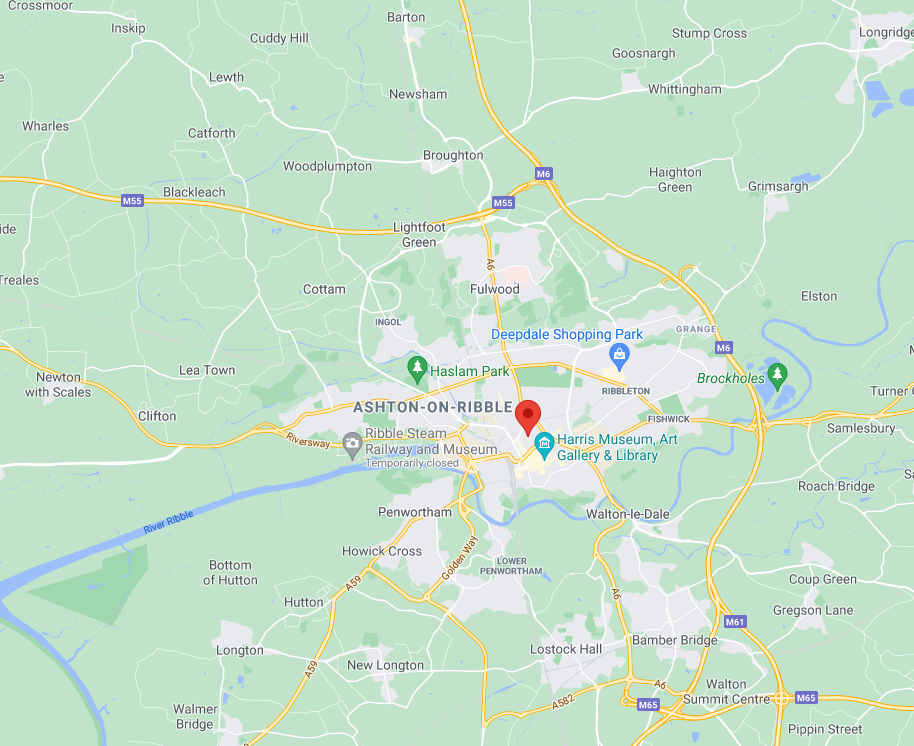 Crossmoor
Barton
Inskip
Cuddy Hill
Stump Cross
Longridge
Goosnargh
Lewth
Whittingham
Newsham
Wharles
Catforth
Broughton
Woodplumpton
M6
Haighton
Green
Grimsargh
Blackleach
M55
M55
Lightfoot
Green
A6
Treales
Cottam
Fulwood
Elston
INGOL
GRANGE
Deepdale Shopping Park
M6
Lea Town
Haslam Park
Newton
with Scales
Brockholes
RIBBLETON
ASHTON-ON-RIBBLE
Clifton
FISHWICK
Samlesbury
Riversway
Ribble Steam
Railway and Museum
Temporarily closed
Harris Museum, Art
Gallery & Library
Roach Bridge
Penwortham
Walton-le-Dale
River Ribble
Howick Cross
Golden Way
LOWER
PENWORTHAM
Bottom
of Hutton
A59
A6
Coup Green
Hutton
Gregson Lane
M61
Longton
Lostock Hall
Bamber Bridge
New Longton
A59
A6
Walton
Summit Centre
M65
A582
M65
Walmer
Bridge
Pippin Street